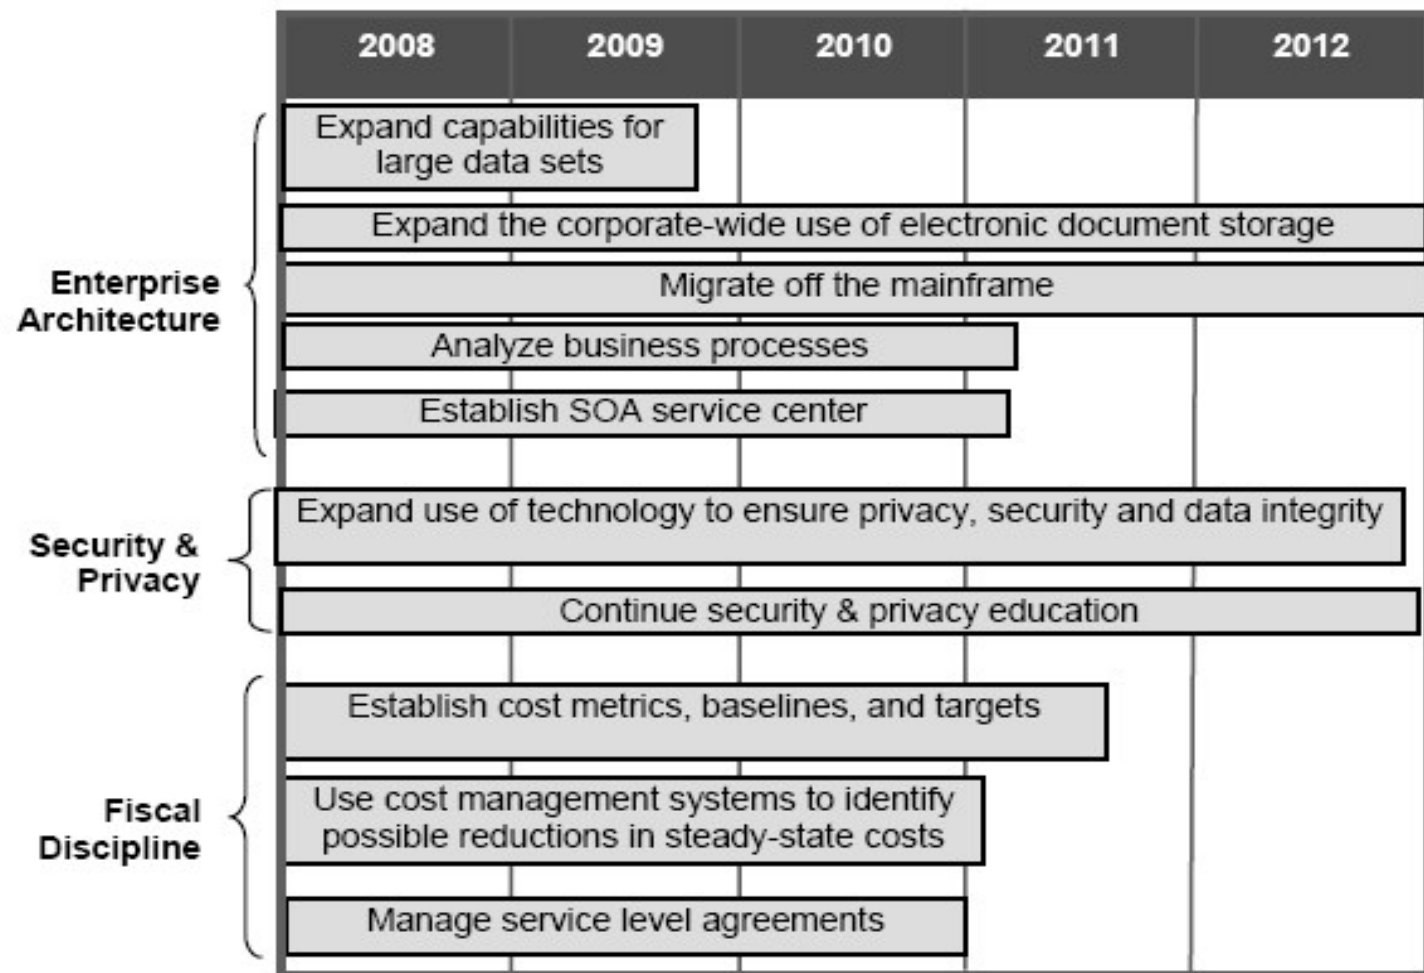 2008 2009 2010 2011 2012
Expand capabilities for
large data sets
Expand the corporate-wide use of electronic document storage
Enterprise
Architecture
Migrate off the mainframe
Analyze business processes
Establish SOA service center
Security &
Privacy
Expand use of technology to ensure privacy, security and data integrity
Continue security & privacy education
Fiscal
Discipline
Establish cost metrics, baselines, and targets
Use cost management systems to identify
possible reductions in steady-state costs
Manage service level agreements